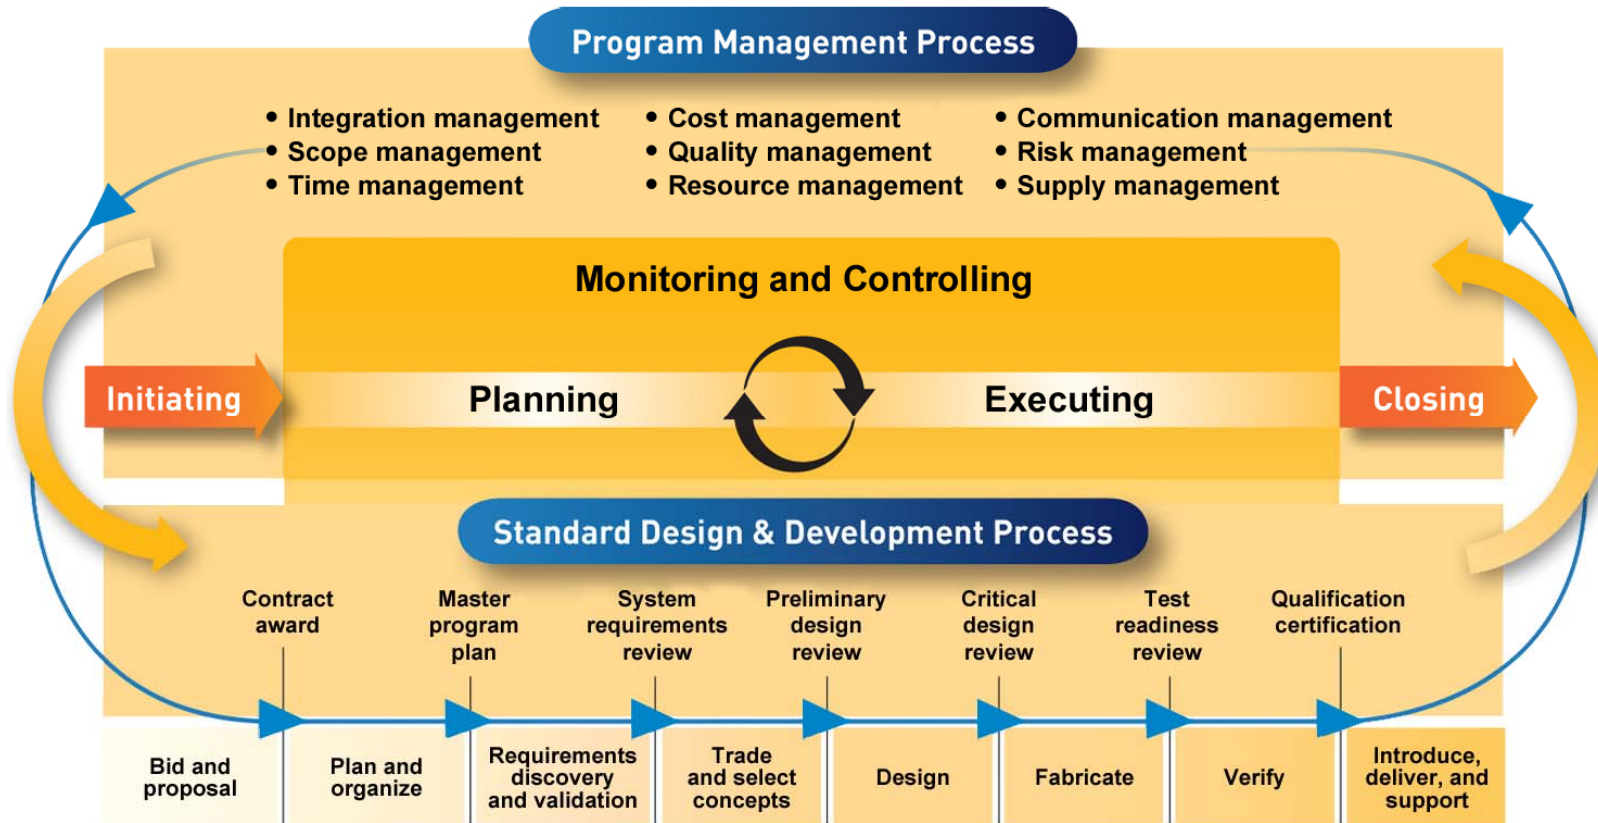 Program Management Process
• Integration management
• Scope management
• Time management
• Cost management
• Quality management
• Resource management
• Communication management
• Risk management
• Supply management
Monitoring and Controlling
Initiating
Planning
Executing
Closing
Standard Design & Development Process
Contract
award
Master
program
plan
System
requirements
review
Preliminary
design
review
Critical
design
review
Test
readiness
review
Qualification
certification
Bid and
proposal
Plan and
organize
Requirements
discovery
and validation
Trade
and select
concepts
Design
Fabricate
Verify
Introduce,
deliver, and
support